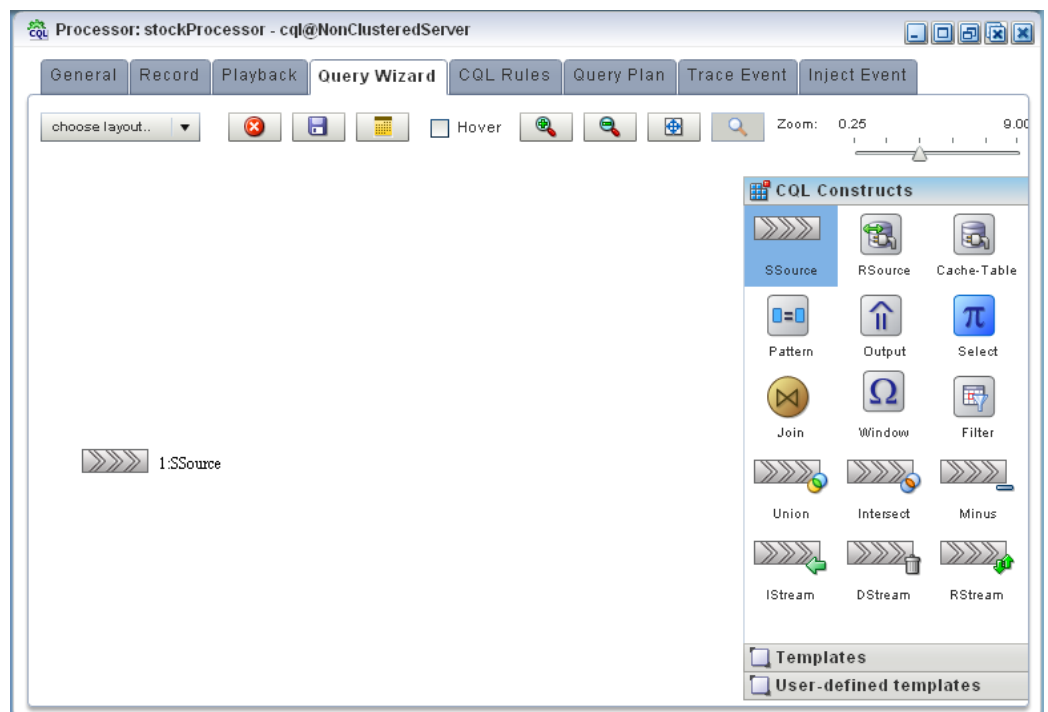 CQL Processor: stockProcessor - cql@NonClusteredServer
General Record Playback Query Wizard CQL Rules Query Plan Trace Event Inject Event
choose layout.. Hover Zoom: 0.25 9.00
CQL Constructs
SSource RSource Cache-Table
Pattern Output Select
Join Window Filter
1:SSource
Union Intersect Minus
IStream DStream RStream
Templates
User-defined templates